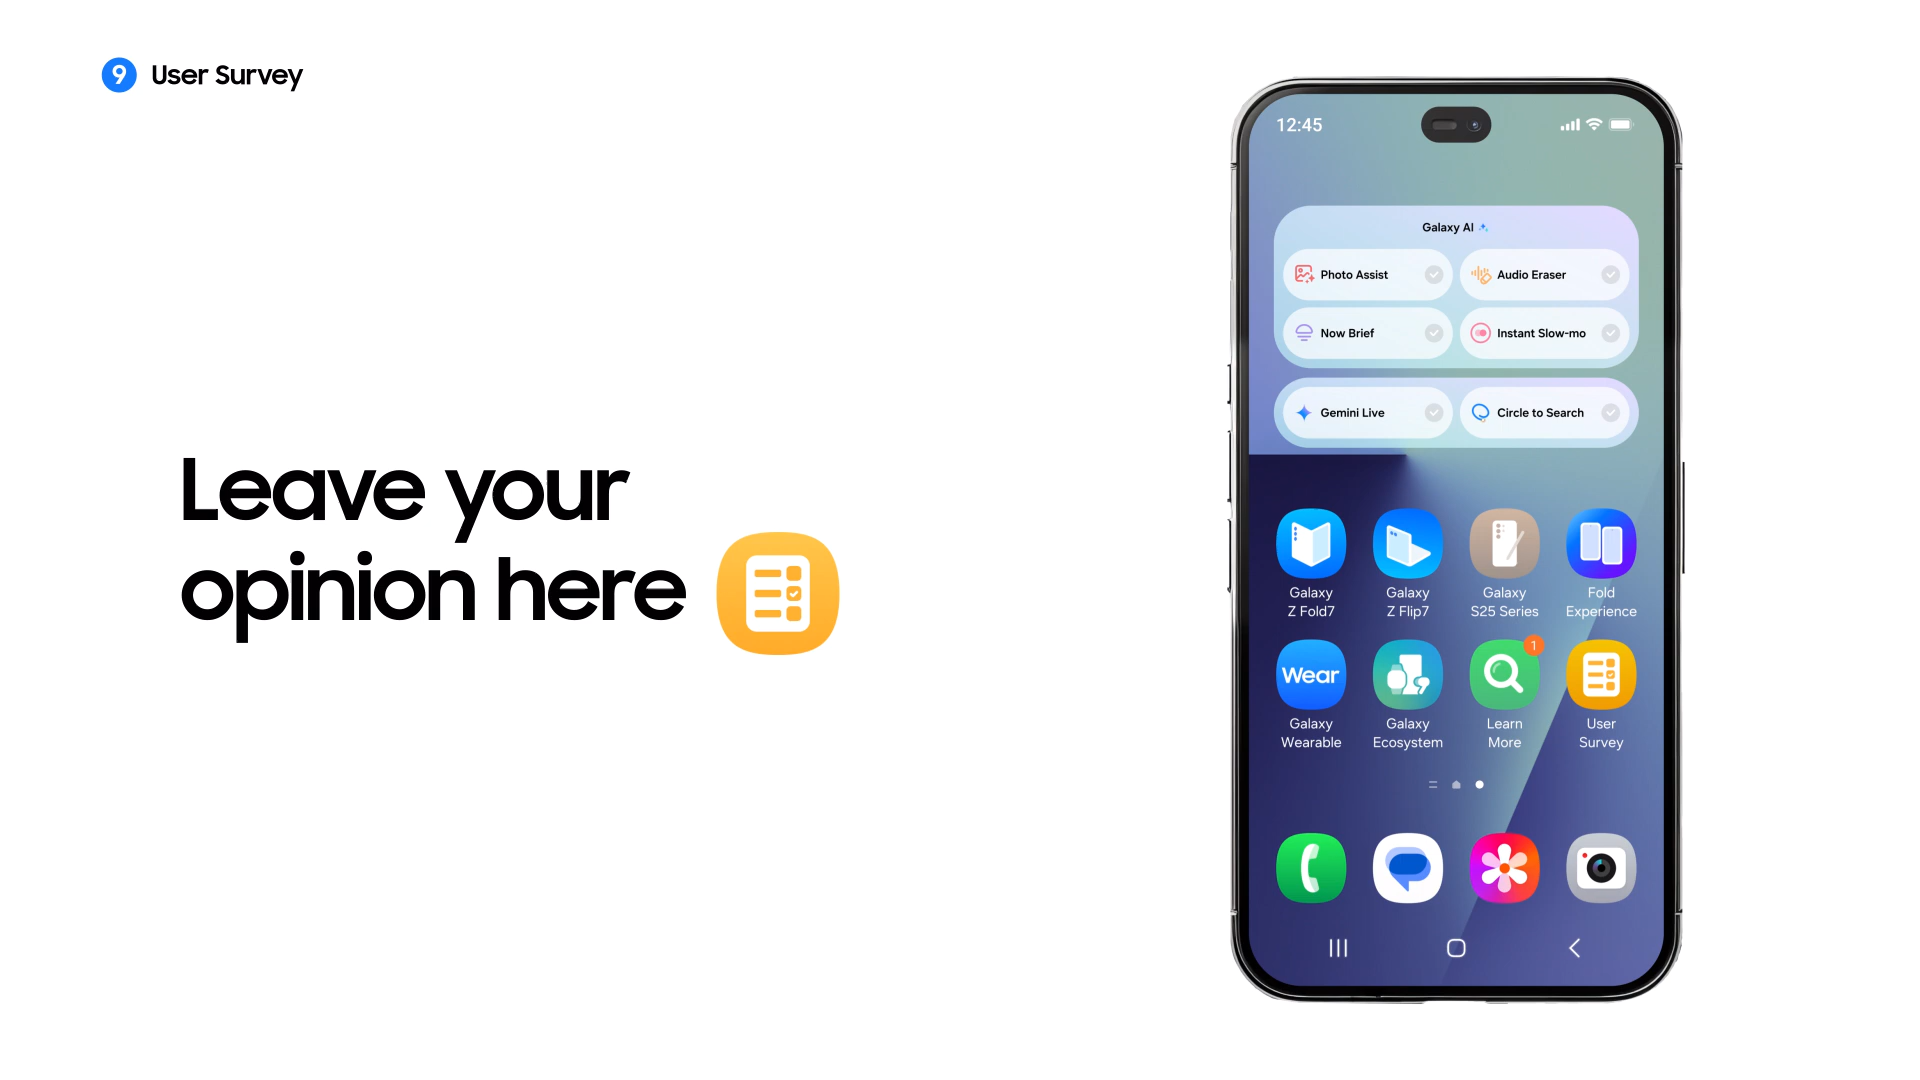 9 User Survey
Leave your
opinion here
12:45
Galaxy AI
Photo Assist
Audio Eraser
Now Brief
Instant Slow-mo
Gemini Live
Circle to Search
Galaxy
Z Fold7
Galaxy
Z Flip7
Galaxy
S25 Series
Fold
Experience
Wear
Galaxy
Wearable
Galaxy
Ecosystem
1
Learn
More
User
Survey